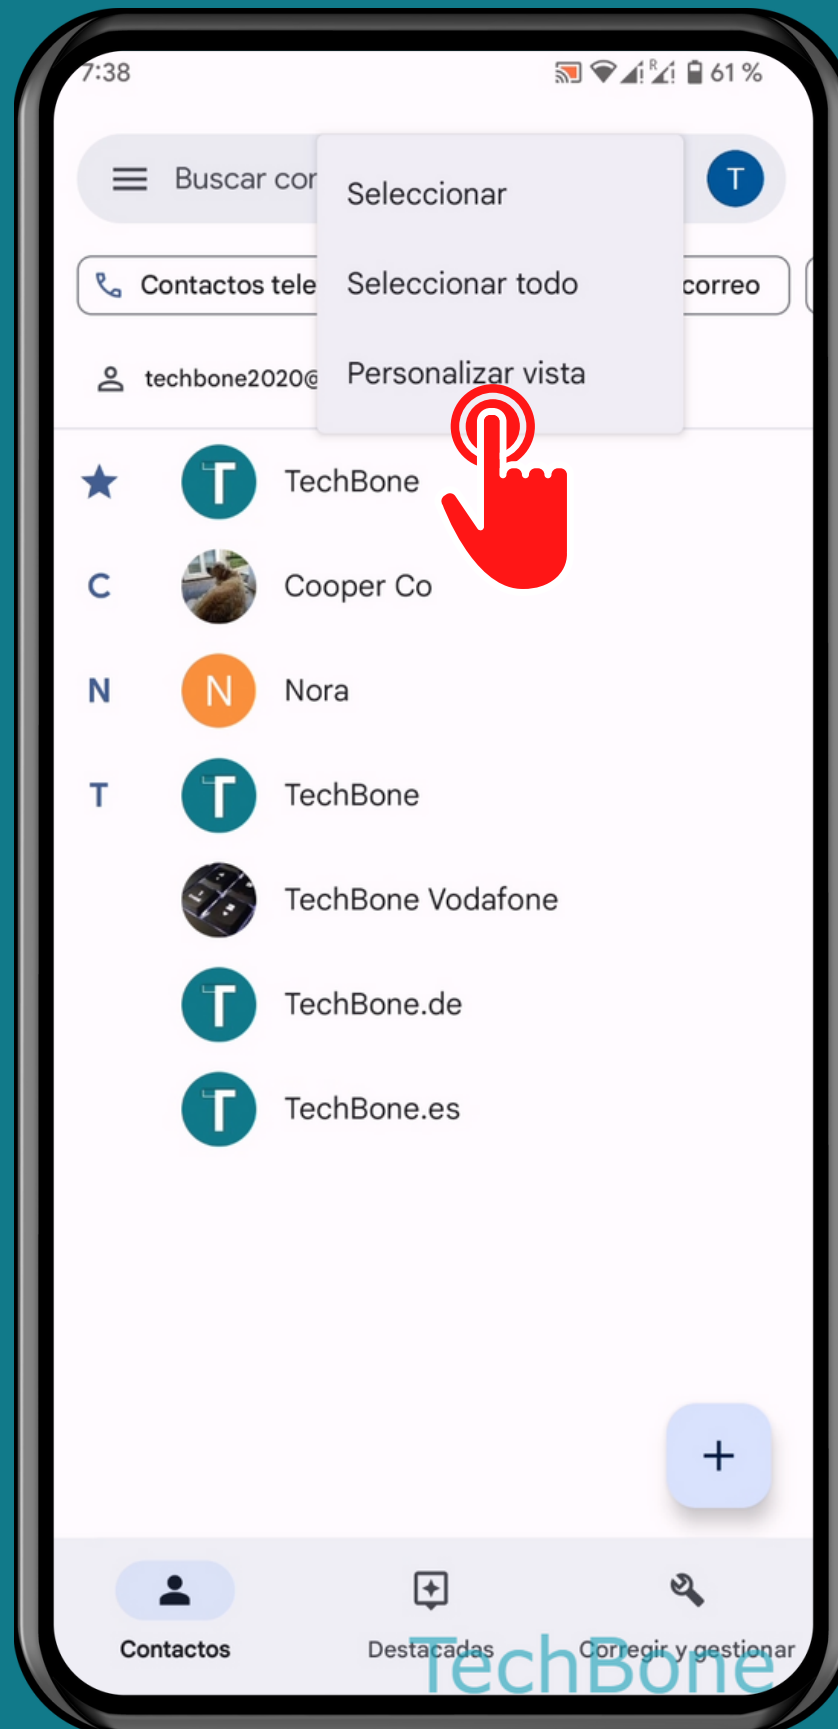 7:38
R
61 %
Buscar cor
T
Seleccionar
Contactos tele
Seleccionar todo
correo
techbone2020@
Personalizar vista
T TechBone
C
Cooper Co
N
N
Nora
T
T TechBone
TechBone Vodafone
T TechBone.de
T TechBone.es
+
Contactos
Destacadas
Corregir y gestionar
TechBone